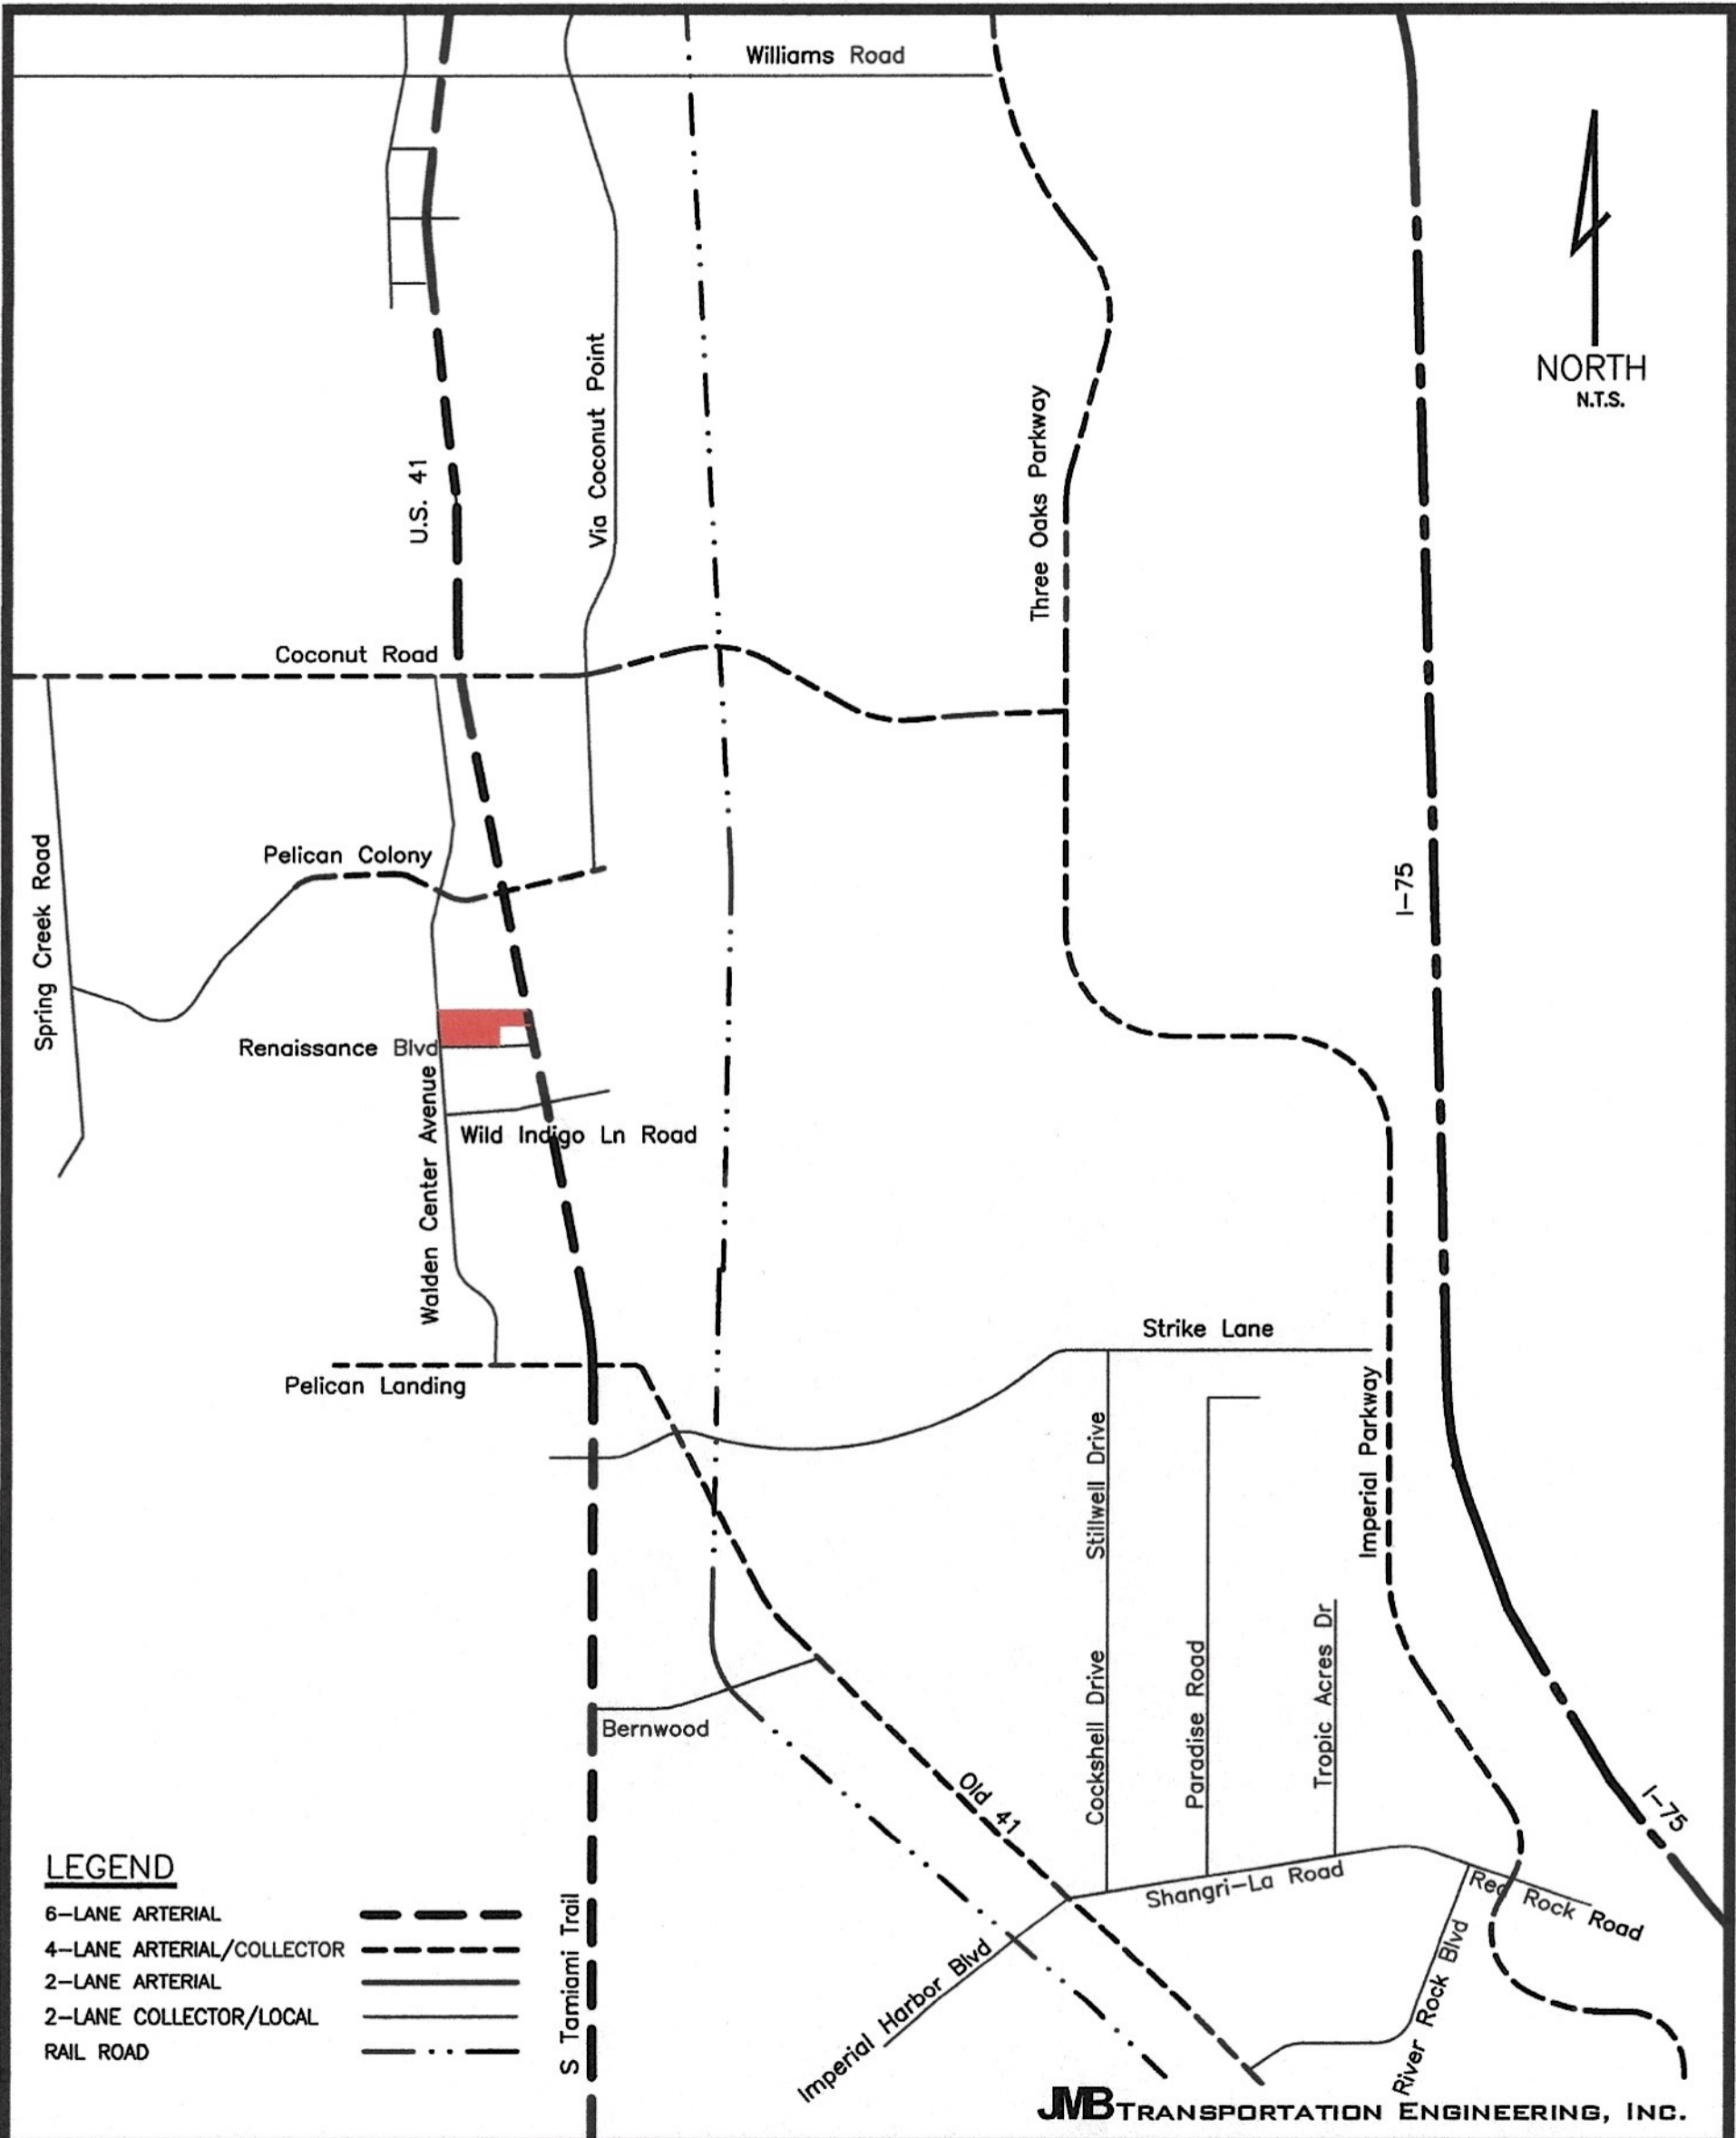 Williams Road
NORTH
N.T.S.
Via Coconut Point
U.S. 41
Three Oaks Parkway
Coconut Road
Pelican Colony
Spring Creek Road
I-75
Renaissance Blvd
Walden Center Avenue
Wild Indigo Ln Road
Strike Lane
Pelican Landing
Imperial Parkway
Stillwell Drive
Cockshell Drive
Paradise Road
Tropic Acres Dr
Bernwood
Old 41
I-75
Shangri-La Road
Red Rock Road
River Rock Blvd
Imperial Harbor Blvd
S Tamiami Trail
LEGEND
6-LANE ARTERIAL
4-LANE ARTERIAL/COLLECTOR
2-LANE ARTERIAL
2-LANE COLLECTOR/LOCAL
RAIL ROAD
JMB TRANSPORTATION ENGINEERING, INC.